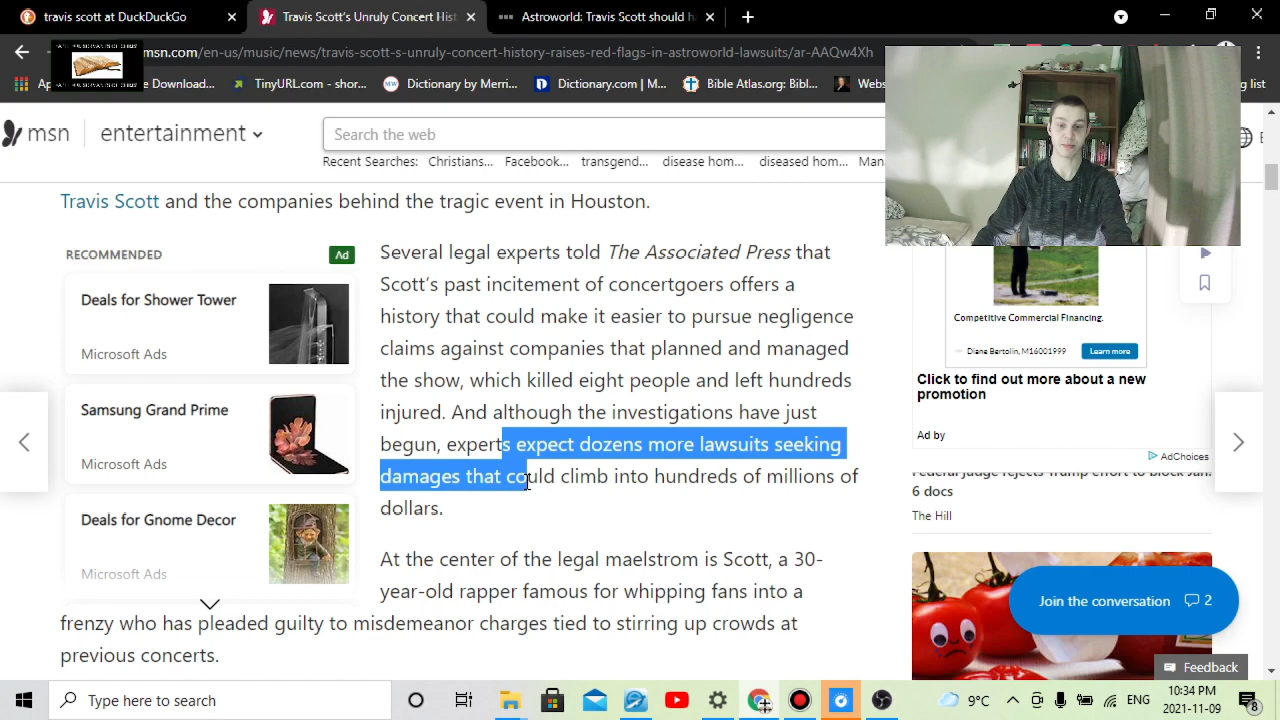 travis scott at DuckDuckGo
Travis Scott's Unruly Concert Hist
Astroworld: Travis Scott should ha
msn.com/en-us/music/news/travis-scott-s-unruly-concert-history-raises-red-flags-in-astroworld-lawsuits/
AQw4Xh
Ap
e Download...
TinyURL.com - shor...
Dictionary by Merri...
Dictionary.com | M...
Bible Atlas.org: Bibl...
Webs
g list
msn
entertainment
Search the web
Recent Searches: Christians... Facebook... transgend... disease hom... diseased hom... Man
Travis Scott and the companies behind the tragic event in Houston.
RECOMMENDED
Ad
Deals for Shower Tower
Microsoft Ads
Samsung Grand Prime
Microsoft Ads
Deals for Gnome Decor
Microsoft Ads
Several legal experts told The Associated Press that
Scott's past incitement of concertgoers offers a
history that could make it easier to pursue negligence
claims against companies that planned and managed
the show, which killed eight people and left hundreds
injured. And although the investigations have just
begun, experts expect dozens more lawsuits seeking
damages that could climb into hundreds of millions of
dollars.
At the center of the legal maelstrom is Scott, a 30-
year-old rapper famous for whipping fans into a
frenzy who has pleaded guilty to misdemeanor charges tied to stirring up crowds at
previous concerts.
Competitive Commercial Financing.
Diane Bertolin, M16001999
Learn more
Click to find out more about a new
promotion
Ad by
AdChoices
Federal judge rejects Trump effort to block Jan.
6 docs
The Hill
Join the conversation 2
Feedback
Type here to search
9°C
ENG
10:34 PM
2021-11-09
8